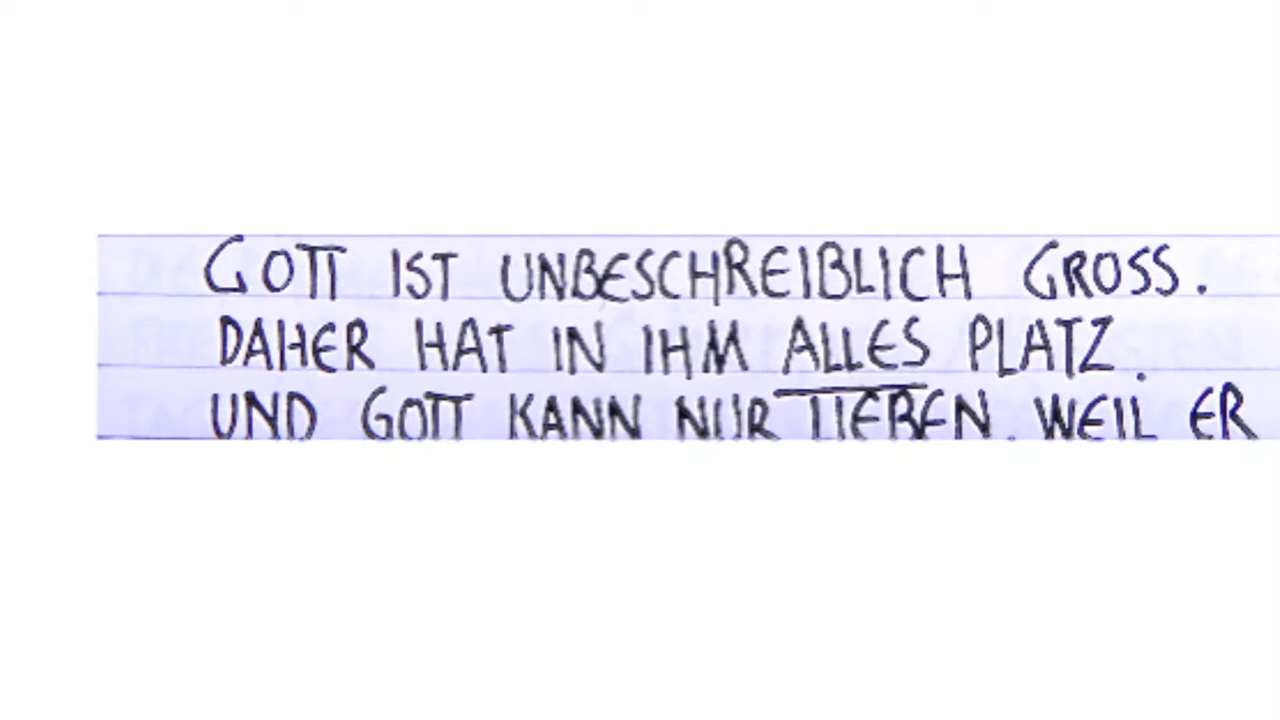 GOTT IST UNBESCHREIBLICH GROSS.
DAHER HAT IN IHM ALLES PLATZ.
UND GOTT KANN NUR LIEBEN, WEIL ER